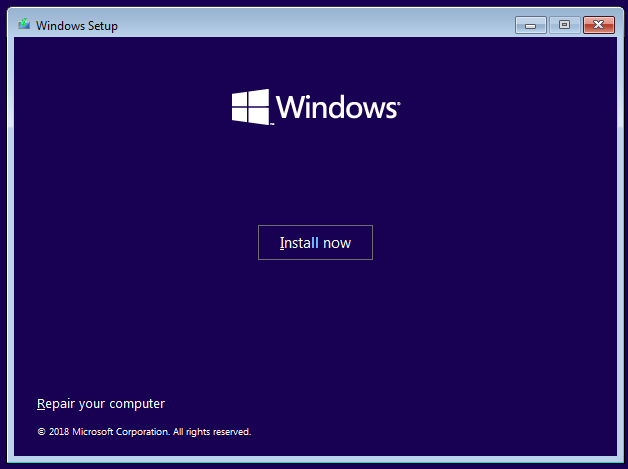 Windows Setup
Windows®
Install now
Repair your computer
© 2018 Microsoft Corporation. All rights reserved.